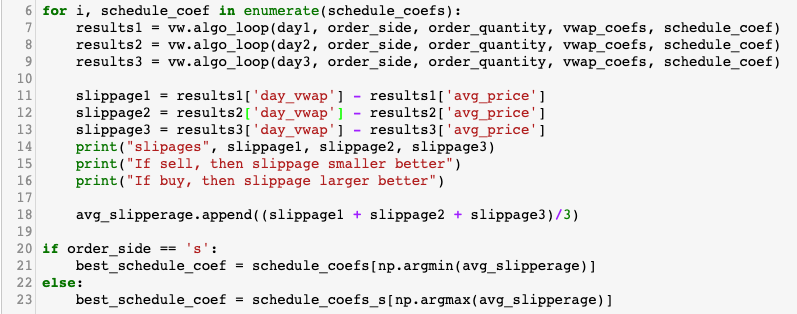 6 for i, schedule_coef in enumerate(schedule_coefs):
7     results1 = vw.algo_loop(day1, order_side, order_quantity, vwap_coefs, schedule_coef)
8     results2 = vw.algo_loop(day2, order_side, order_quantity, vwap_coefs, schedule_coef)
9     results3 = vw.algo_loop(day3, order_side, order_quantity, vwap_coefs, schedule_coef)
10
11     slippage1 = results1['day_vwap'] - results1['avg_price']
12     slippage2 = results2['day_vwap'] - results2['avg_price']
13     slippage3 = results3['day_vwap'] - results3['avg_price']
14     print("slipages", slippage1, slippage2, slippage3)
15     print("If sell, then slippage smaller better")
16     print("If buy, then slippage larger better")
17
18     avg_slipperage.append((slippage1 + slippage2 + slippage3)/3)
19
20 if order_side == 's':
21     best_schedule_coef = schedule_coefs[np.argmin(avg_slipperage)]
22 else:
23     best_schedule_coef = schedule_coefs_s[np.argmax(avg_slipperage)]